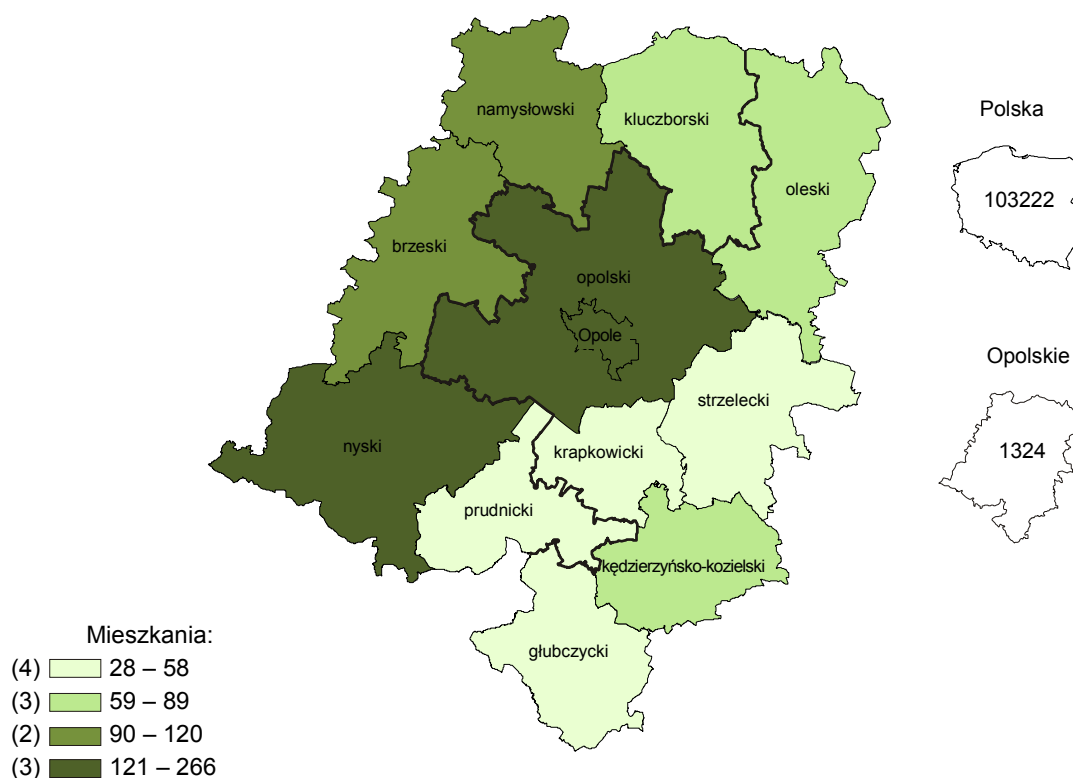 namysłowski
kluczborski
oleski
brzeski
opolski
Opole
strzelecki
nyski
krapkowicki
prudnicki
kędzierzyńsko-kozielski
głubczycki
Polska
103222
Opolskie
1324
Mieszkania:
(4) 28 – 58
(3) 59 – 89
(2) 90 – 120
(3) 121 – 266